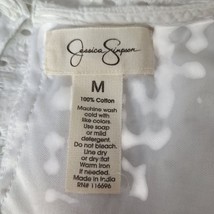 Jessica Simpson
M
100% Cotton
Machine wash
cold with
like colors.
Use soap or
mild
detergent.
Do not
bleach.
Line dry
or dry flat
Warm Iron
if needed.
Made in India
RN# 116696